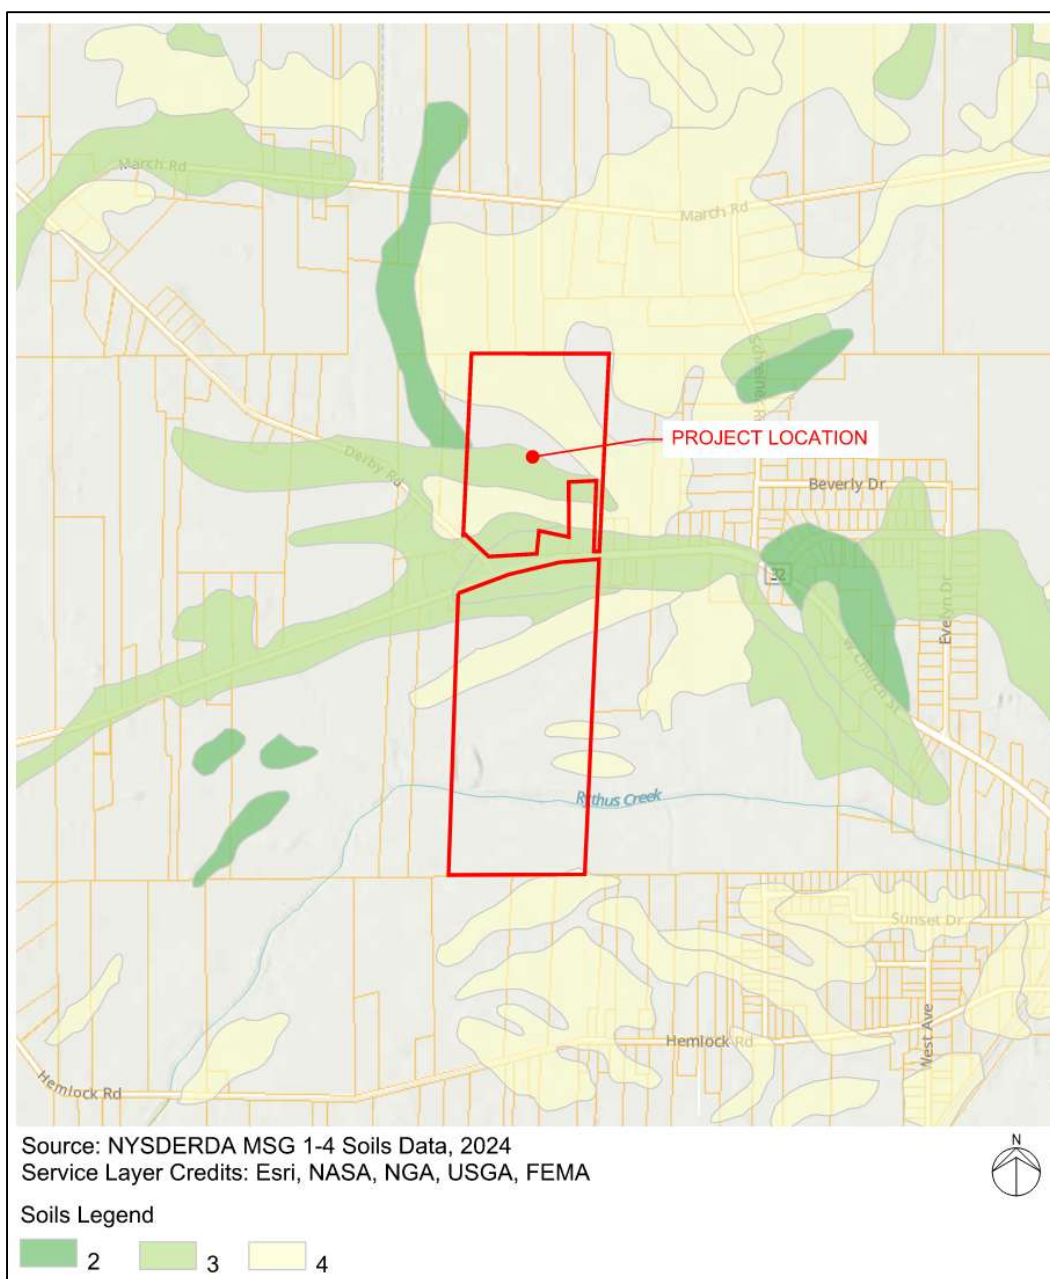 March Rd
March Rd
Schreiner Rd
PROJECT LOCATION
Derby Rd
Beverly Dr
32
Evelyn Dr
W Church St
Rythus Creek
Sunset Dr
Hemlock Rd
West Ave
Hemlock Rd
Source: NYSDERDA MSG 1-4 Soils Data, 2024
Service Layer Credits: Esri, NASA, NGA, USGA, FEMA
N
Soils Legend
2 3 4